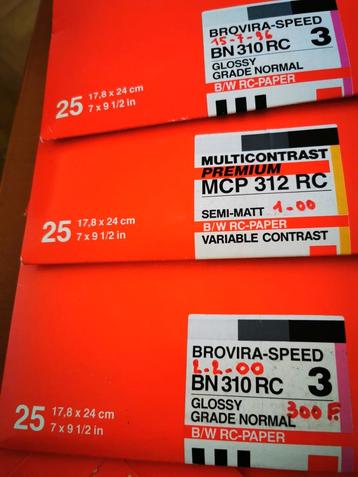 BROVIRA-SPEED
15-7-96
BN 310 RC 3
GLOSSY
GRADE NORMAL
B/W RC-PAPER
25 17,8 x 24 cm
7 x 9 1/2 in
MULTICONTRAST
PREMIUM
MCP 312 RC
SEMI-MATT 1-00
B/W RC-PAPER
VARIABLE CONTRAST
25 17,8 x 24 cm
7 x 9 1/2 in
BROVIRA-SPEED
2-2-00
BN 310 RC 3
GLOSSY
GRADE NORMAL 300 F.
B/W RC-PAPER
25 17,8 x 24 cm
7 x 9 1/2 in